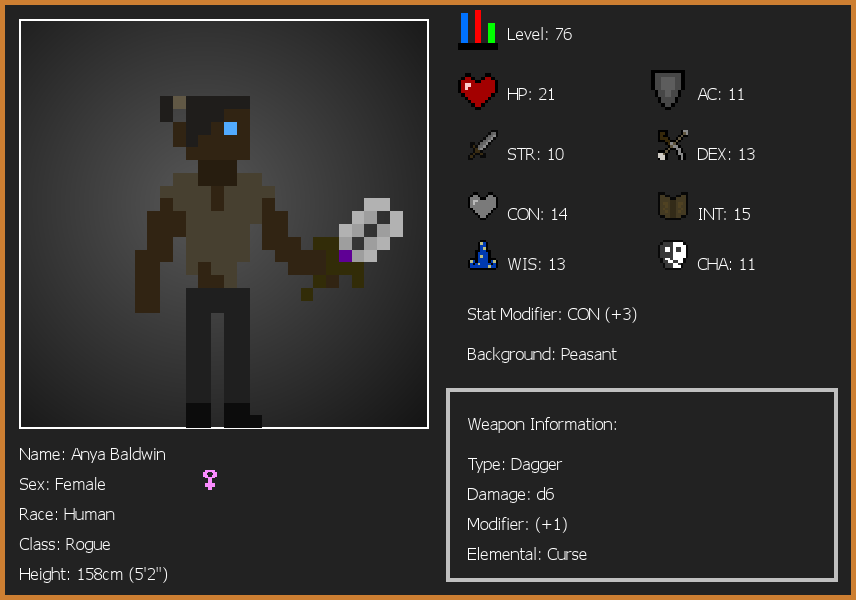 Level: 76
HP: 21
AC: 11
STR: 10
DEX: 13
CON: 14
INT: 15
WIS: 13
CHA: 11
Stat Modifier: CON (+3)
Background: Peasant
Weapon Information:
Type: Dagger
Damage: d6
Modifier: (+1)
Elemental: Curse
Name: Anya Baldwin
Sex: Female
Race: Human
Class: Rogue
Height: 158cm (5'2")